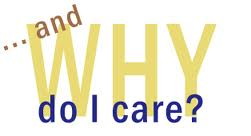 ...and
WHY
do I care?